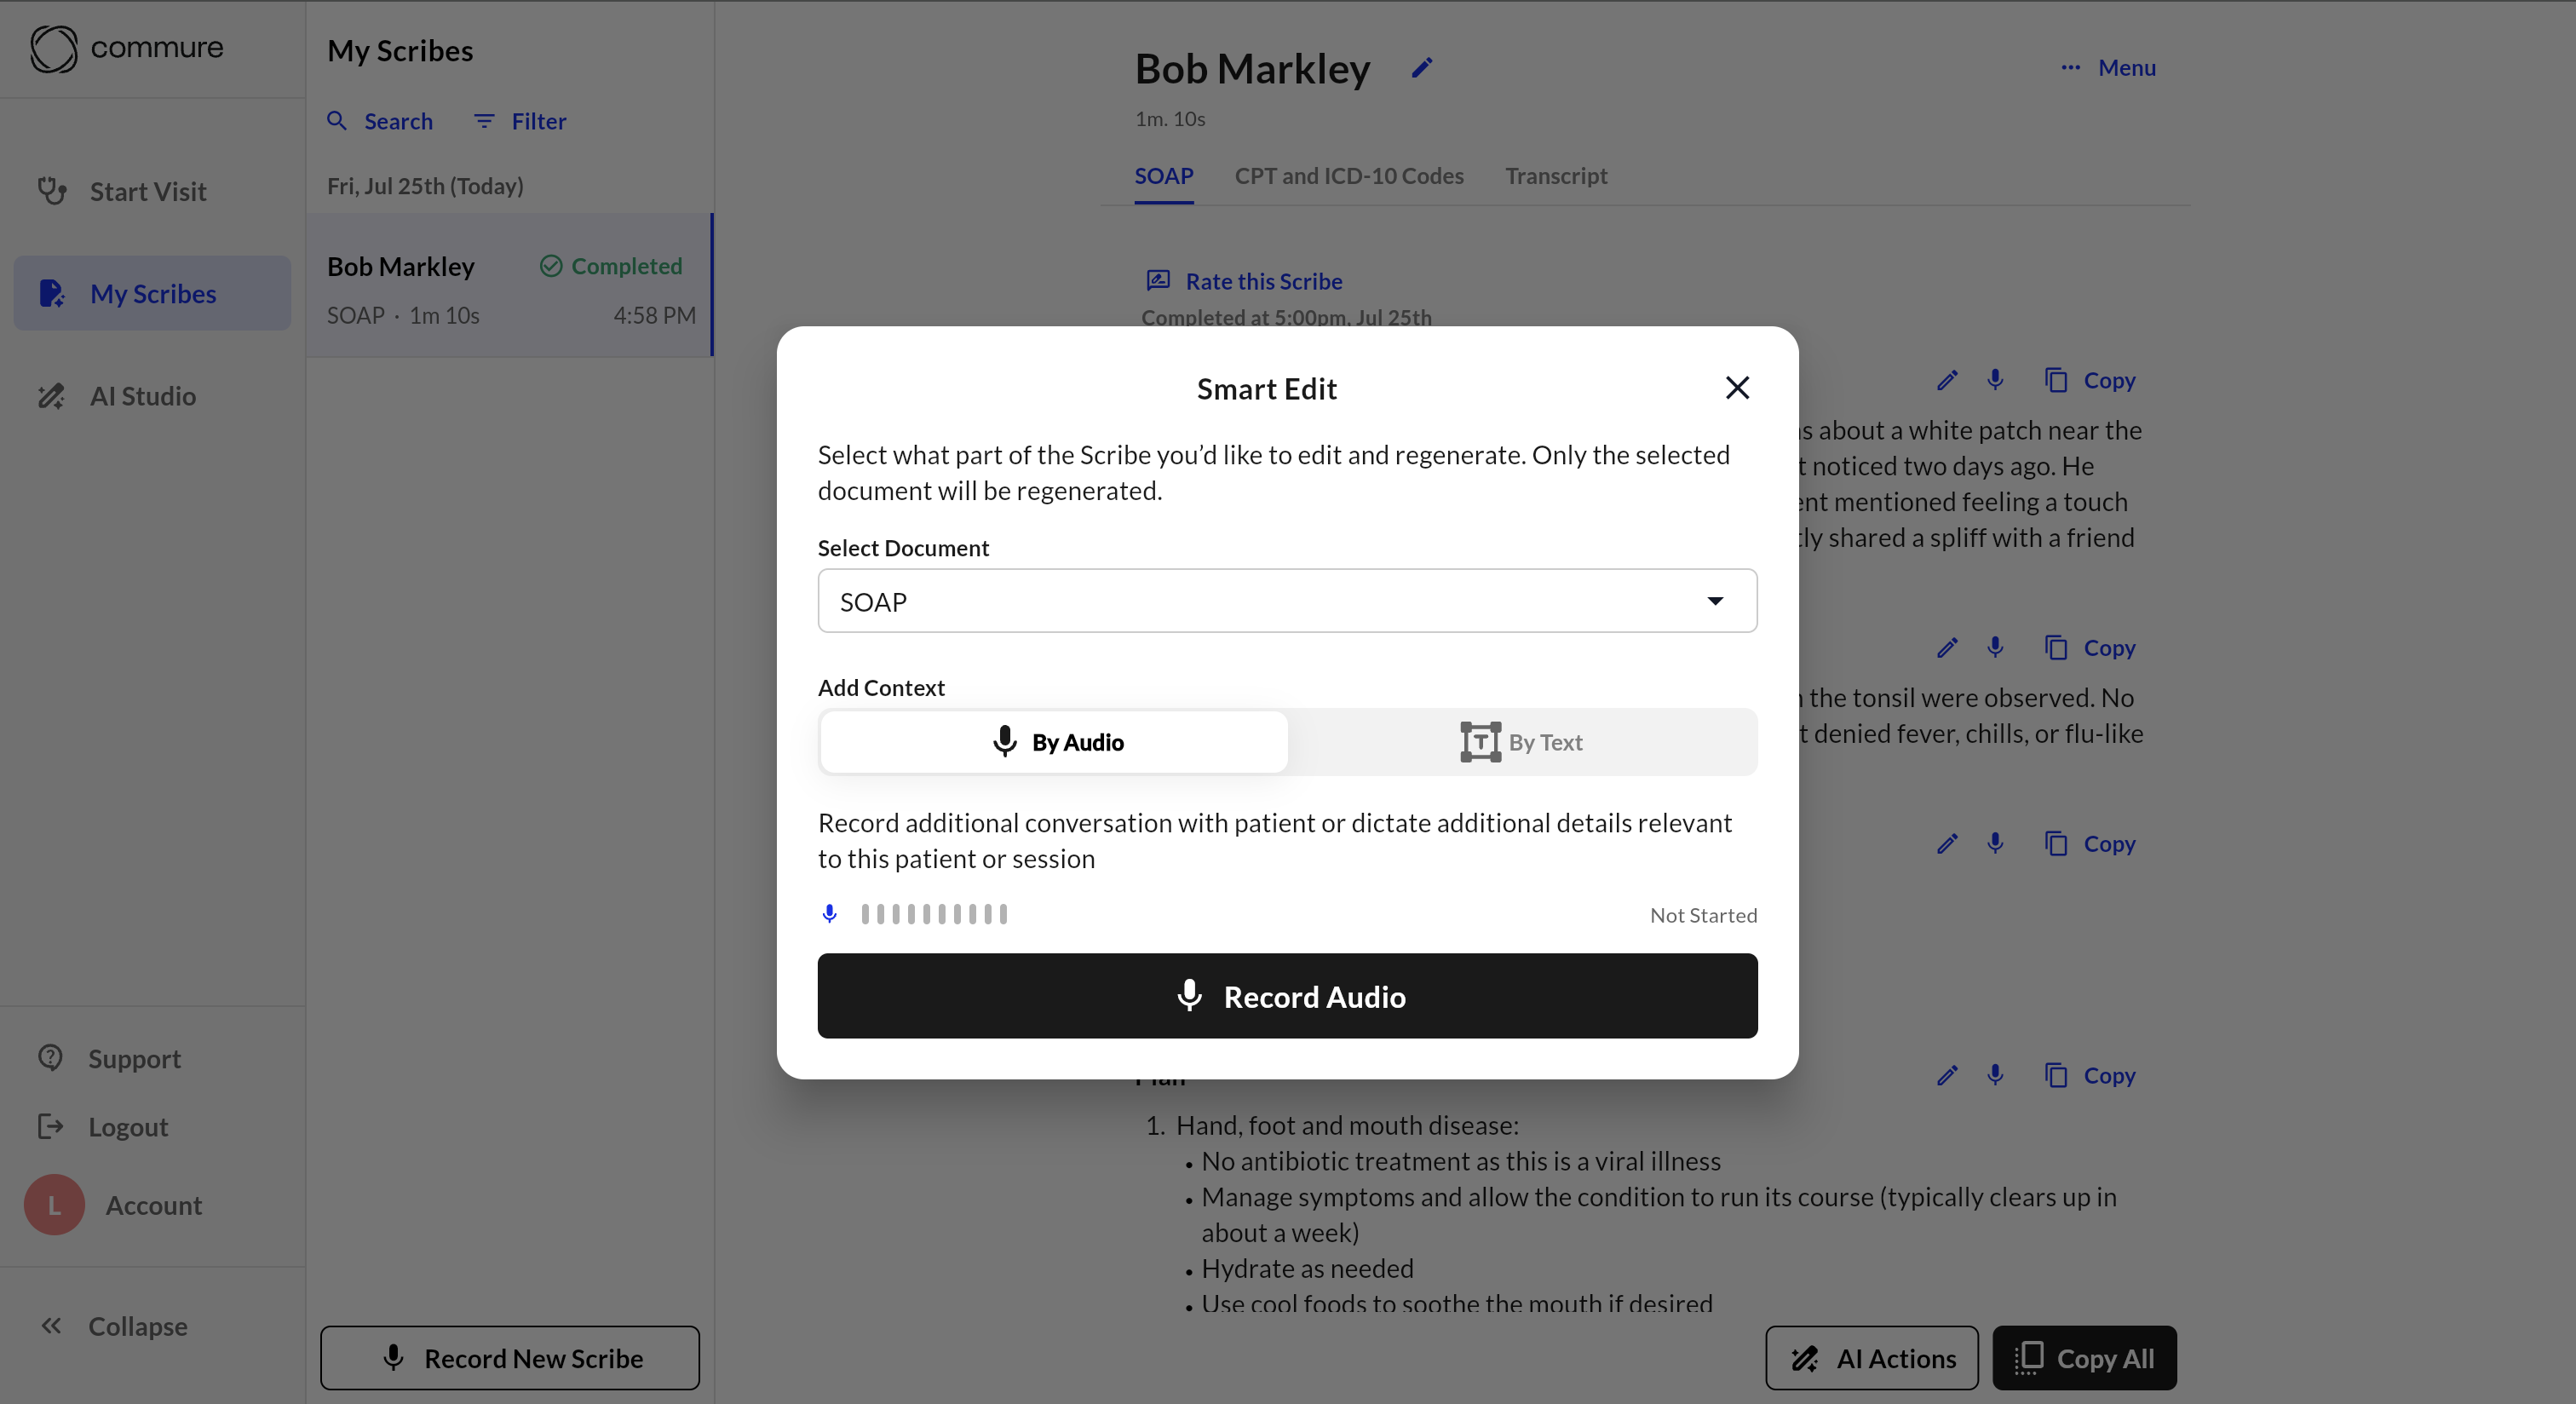 commure
Start Visit
My Scribes
AI Studio
Support
Logout
L
Account
Collapse
My Scribes
Search
Filter
Fri, Jul 25th (Today)
Bob Markley
Completed
SOAP · 1m 10s
4:58 PM
Record New Scribe
Bob Markley
··· Menu
1m. 10s
SOAP
CPT and ICD-10 Codes
Transcript
Rate this Scribe
Completed at 5:00pm, Jul 25th
Copy
about a white patch near the
noticed two days ago. He
mentioned feeling a touch
shared a spliff with a friend
Copy
the tonsil were observed. No
denied fever, chills, or flu-like
Copy
Smart Edit
Select what part of the Scribe you’d like to edit and regenerate. Only the selected
document will be regenerated.
Select Document
SOAP
Add Context
By Audio
T By Text
Record additional conversation with patient or dictate additional details relevant
to this patient or session
Not Started
Record Audio
Copy
1. Hand, foot and mouth disease:
• No antibiotic treatment as this is a viral illness
• Manage symptoms and allow the condition to run its course (typically clears up in
about a week)
• Hydrate as needed
• Use cool foods to soothe the mouth if desired
AI Actions
Copy All